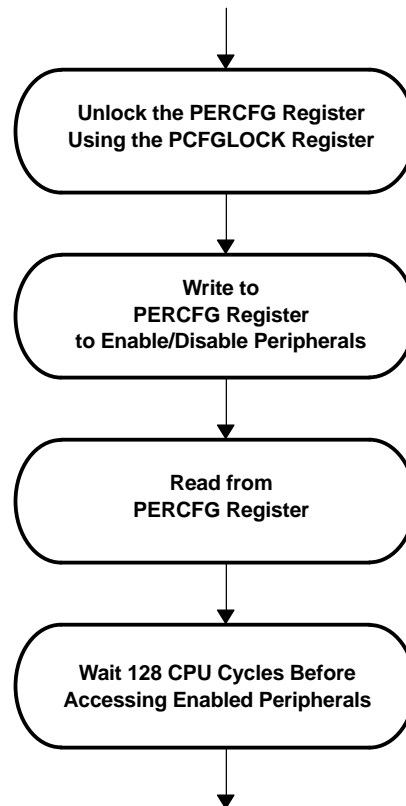 Unlock the PERCFG Register
Using the PCFGLOCK Register
Write to
PERCFG Register
to Enable/Disable Peripherals
Read from
PERCFG Register
Wait 128 CPU Cycles Before
Accessing Enabled Peripherals